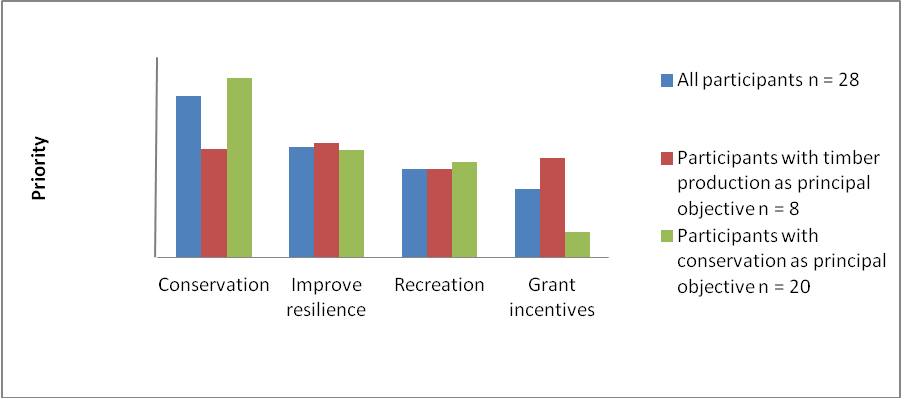 Priority
Conservation
Improve
resilience
Recreation
Grant
incentives
All participants n = 28
Participants with timber
production as principal
objective n = 8
Participants with
conservation as principal
objective n = 20